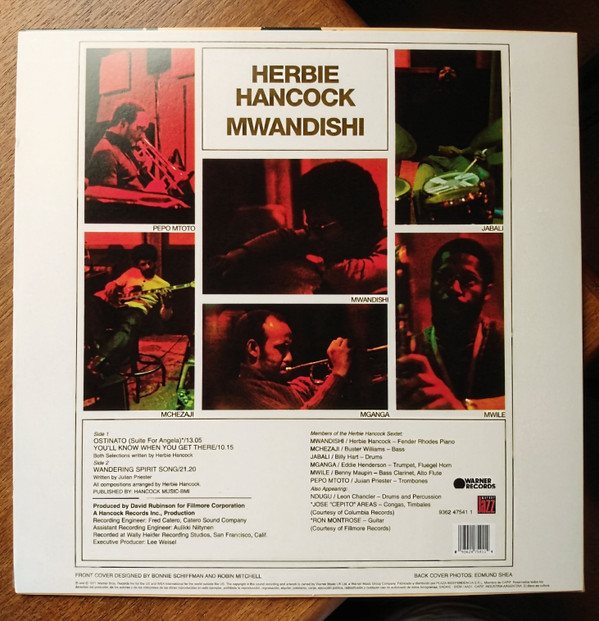 HERBIE
HANCOCK
MWANDISHI
PEPO MTOTO
JABALI
MWANDISHI
MCHEZAJI
MGANGA
MWILE
Side 1
OSTINATO (Suite For Angela)*/13.05
YOU'LL KNOW WHEN YOU GET THERE/10.15
Both Selections written by Herbie Hancock.
Side 2
WANDERING SPIRIT SONG/21.20
Written by Julian Priester
All compositions arranged by Herbie Hancock.
PUBLISHED BY: HANCOCK MUSIC-BMI
Produced by David Rubinson for Fillmore Corporation
A Hancock Records Inc., Production
Recording Engineer: Fred Catero, Catero Sound Company
Assistant Recording Engineer: Aulikki Niitynen
Recorded at Wally Heider Recording Studios, San Francisco, Calif.
Executive Producer: Lee Weisel
Members of the Herbie Hancock Sextet:
MWANDISHI / Herbie Hancock – Fender Rhodes Piano
MCHEZAJI / Buster Williams – Bass
JABALI / Billy Hart – Drums
MGANGA / Eddie Henderson – Trumpet, Fluegel Horn
MWILE / Benny Maupin – Bass Clarinet, Alto Flute
PEPO MTOTO / Juuan Priester – Trombones
Also Appearing:
NDUGU / Leon Chancler – Drums and Percussion
*JOSE "CEPITO" AREAS – Congas, Timbales
(Courtesy of Columbia Records)
*RON MONTROSE – Guitar
(Courtesy of Fillmore Records)
WARNER
RECORDS
jazz
9362 47541 1
FRONT COVER DESIGNED BY BONNIE SCHIFFMAN AND ROBIN MITCHELL
BACK COVER PHOTOS: EDMUND SHEA